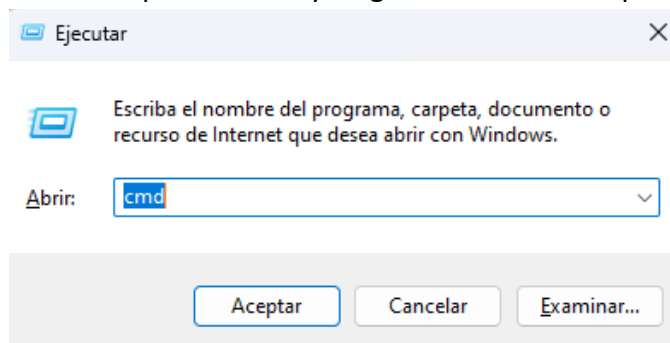 Ejecutar
Escriba el nombre del programa, carpeta, documento o
recurso de Internet que desea abrir con Windows.
Abrir: cmd
Aceptar Cancelar Examinar...